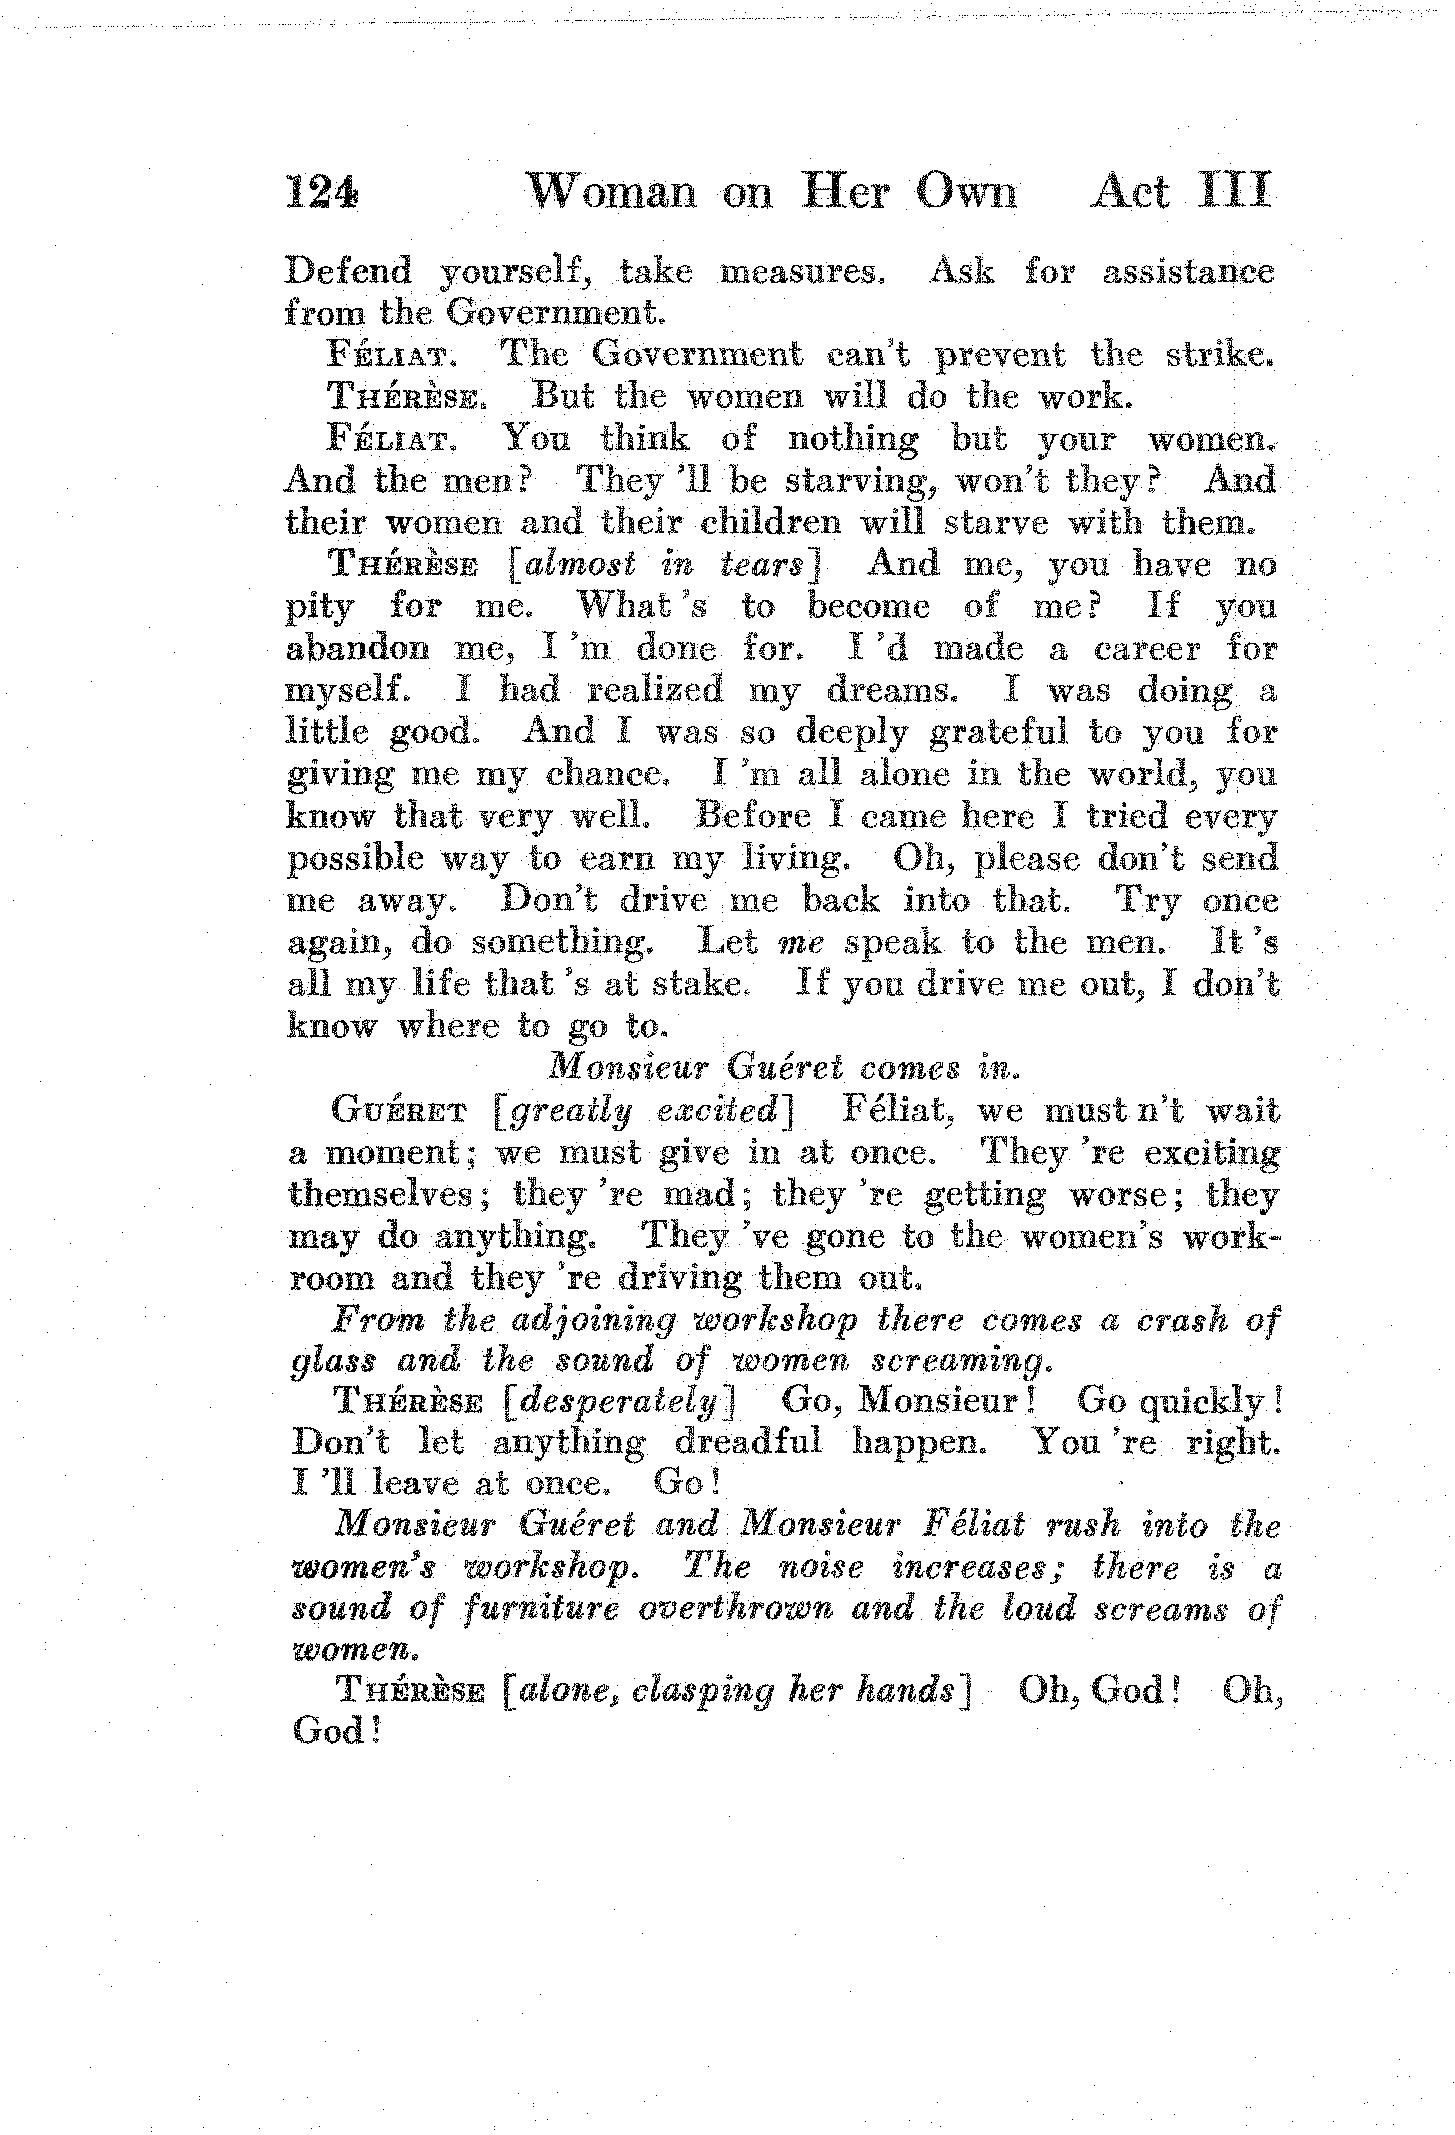 124 Woman on Her Own Act III
Defend yourself, take measures. Ask for assistance
from the Government.
FÉLIAT. The Government can't prevent the strike.
THÉRÈSE. But the women will do the work.
FÉLIAT. You think of nothing but your women.
And the men? They 'll be starving, won't they? And
their women and their children will starve with them.
THÉRÈSE [almost in tears] And me, you have no
pity for me. What 's to become of me? If you
abandon me, I 'm done for. I 'd made a career for
myself. I had realized my dreams. I was doing a
little good. And I was so deeply grateful to you for
giving me my chance. I 'm all alone in the world, you
know that very well. Before I came here I tried every
possible way to earn my living. Oh, please don't send
me away. Don't drive me back into that. Try once
again, do something. Let me speak to the men. It 's
all my life that 's at stake. If you drive me out, I don't
know where to go to.
Monsieur Guéret comes in.
GUÉRET [greatly excited] Féliat, we must n't wait
a moment; we must give in at once. They 're exciting
themselves; they 're mad; they 're getting worse; they
may do anything. They 've gone to the women's work-
room and they 're driving them out.
From the adjoining workshop there comes a crash of
glass and the sound of women screaming.
THÉRÈSE [desperately] Go, Monsieur! Go quickly!
Don't let anything dreadful happen. You 're right.
I 'll leave at once. Go!
Monsieur Guéret and Monsieur Féliat rush into the
women's workshop. The noise increases; there is a
sound of furniture overthrown and the loud screams of
women.
THÉRÈSE [alone, clasping her hands] Oh, God! Oh,
God!